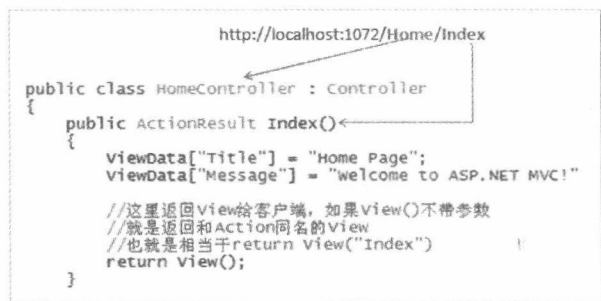 http://localhost:1072/Home/Index
public class HomeController : Controller
{
public ActionResult Index()
{
ViewData["Title"] = "Home Page";
ViewData["Message"] = "Welcome to ASP.NET MVC!"
//这里返回View给客户端，如果View()不带参数
//就是返回和Action同名的View
//也就是相当于return View("Index")
return View();
}